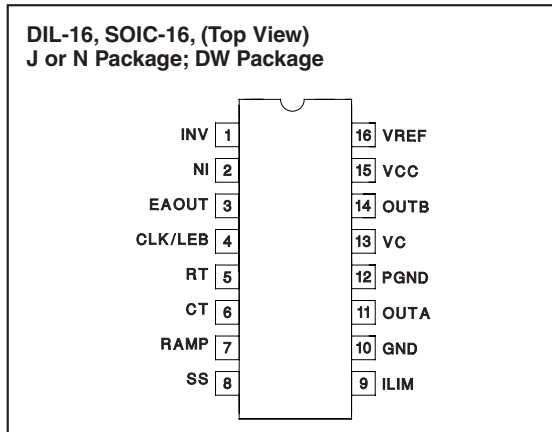 DIL-16, SOIC-16, (Top View)
J or N Package; DW Package
INV 1 16 VREF
NI 2 15 VCC
EAOUT 3 14 OUTB
CLK/LEB 4 13 VC
RT 5 12 PGND
CT 6 11 OUTA
RAMP 7 10 GND
SS 8 9 ILIM